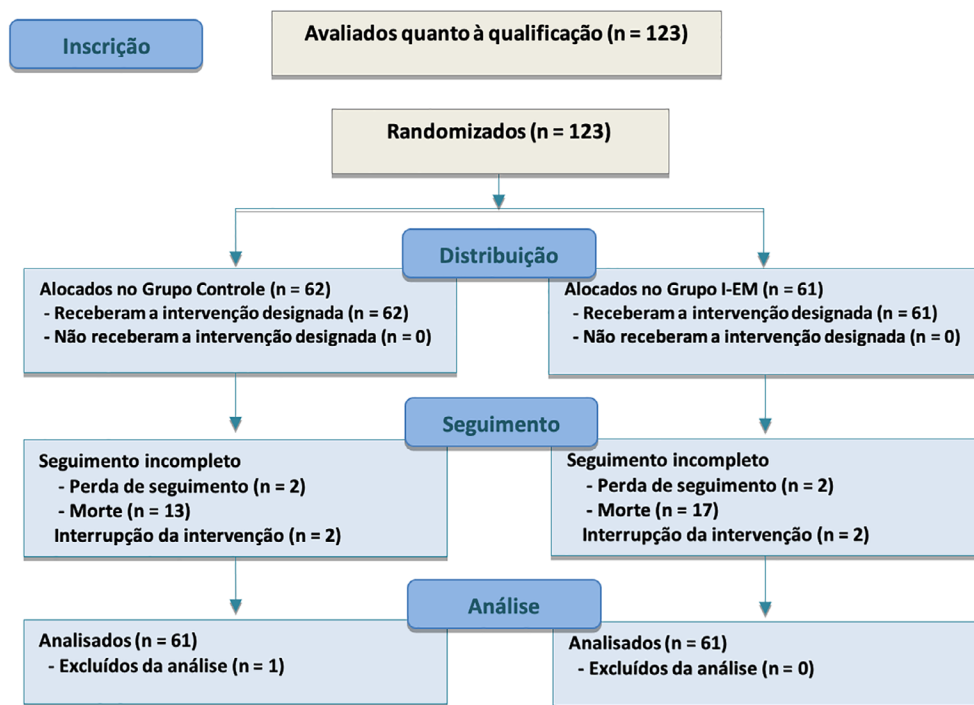 Inscrição
Avaliados quanto à qualificação (n = 123)
Randomizados (n = 123)
Distribuição
Alocados no Grupo Controle (n = 62)
- Receberam a intervenção designada (n = 62)
- Não receberam a intervenção designada (n = 0)
Alocados no Grupo I-EM (n = 61)
- Receberam a intervenção designada (n = 61)
- Não receberam a intervenção designada (n = 0)
Seguimento
Seguimento incompleto
- Perda de seguimento (n = 2)
- Morte (n = 13)
Interrupção da intervenção (n = 2)
Seguimento incompleto
- Perda de seguimento (n = 2)
- Morte (n = 17)
Interrupção da intervenção (n = 2)
Análise
Analisados (n = 61)
- Excluídos da análise (n = 1)
Analisados (n = 61)
- Excluídos da análise (n = 0)